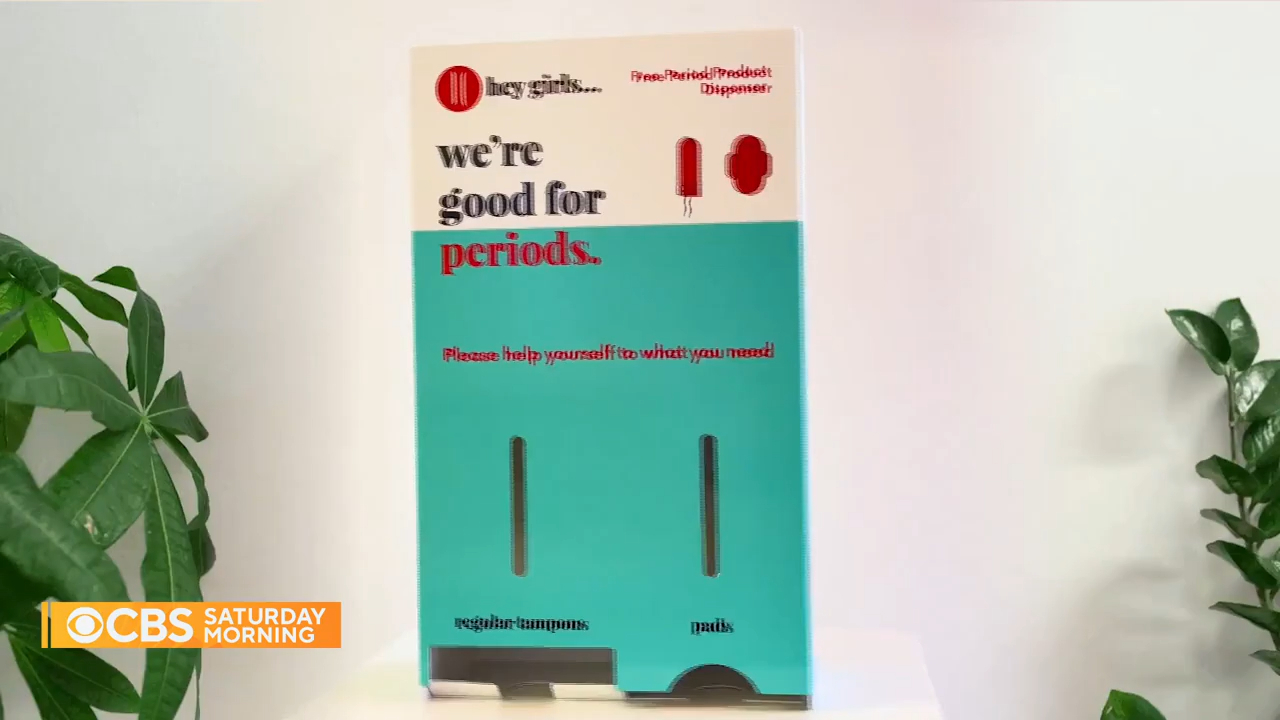 hey girls...
Free Period Product
Dispenser
we're
good for
periods.
Please help yourself to what you need
regular tampons
pads
CBS SATURDAY
MORNING